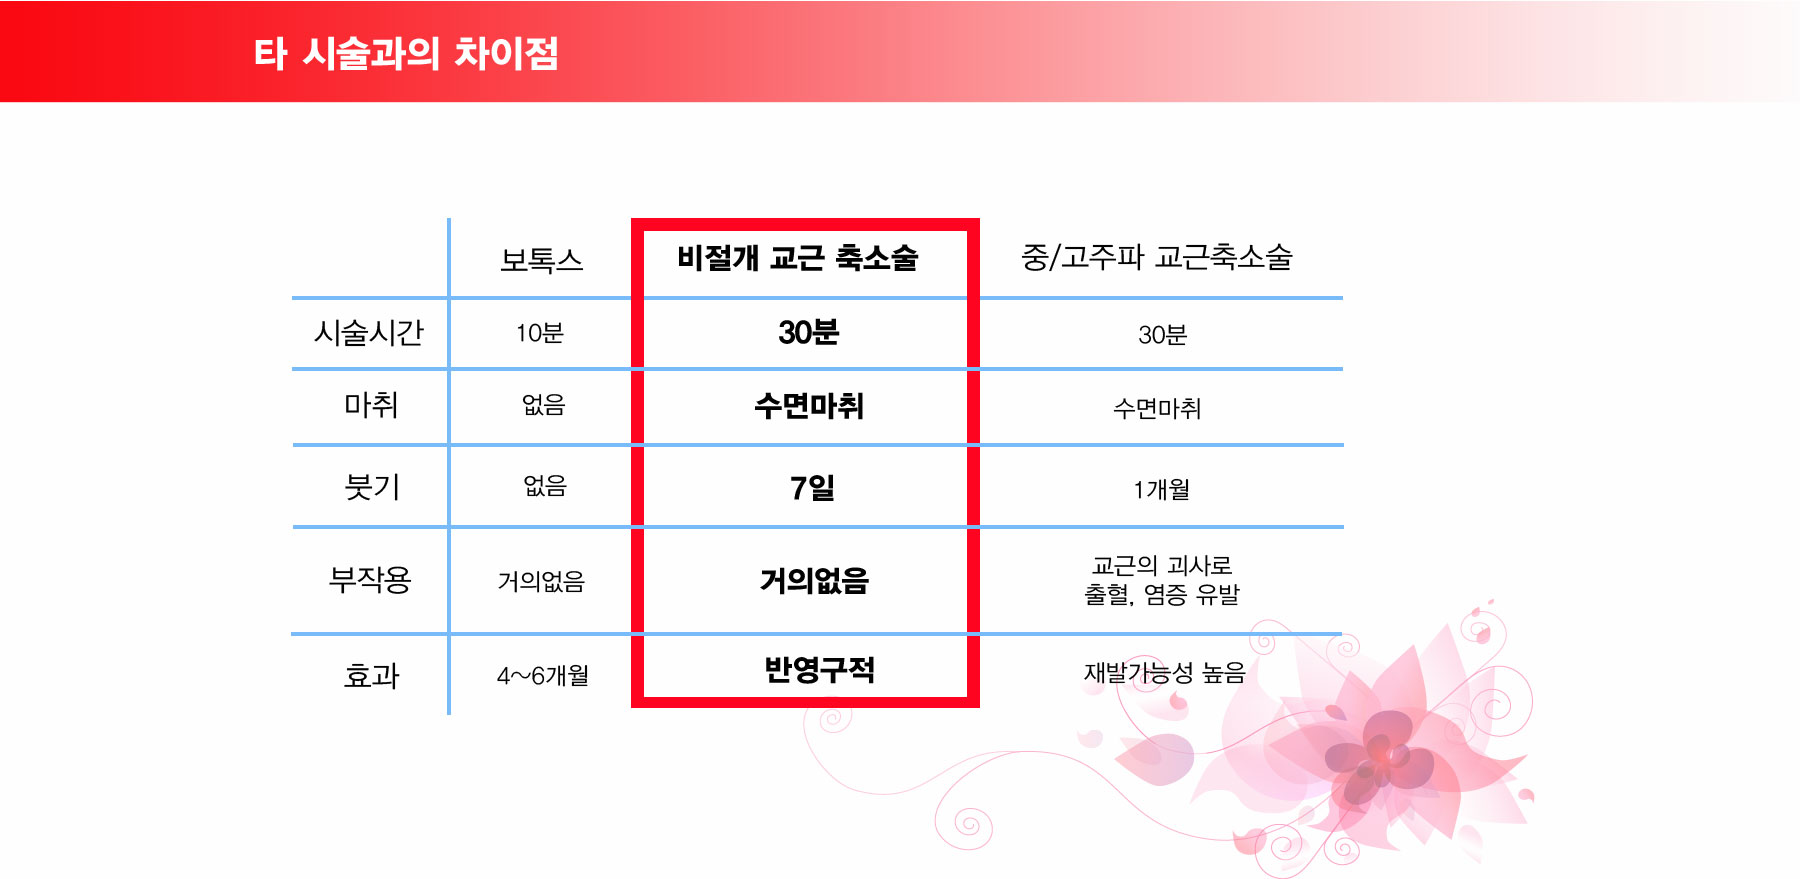 타 시술과의 차이점
보톡스 비절개 교근 축소술 중/고주파 교근축소술
시술시간 10분 30분 30분
마취 없음 수면마취 수면마취
붓기 없음 7일 1개월
부작용 거의없음 거의없음 교근의 괴사로
출혈, 염증 유발
효과 4~6개월 반영구적 재발가능성 높음